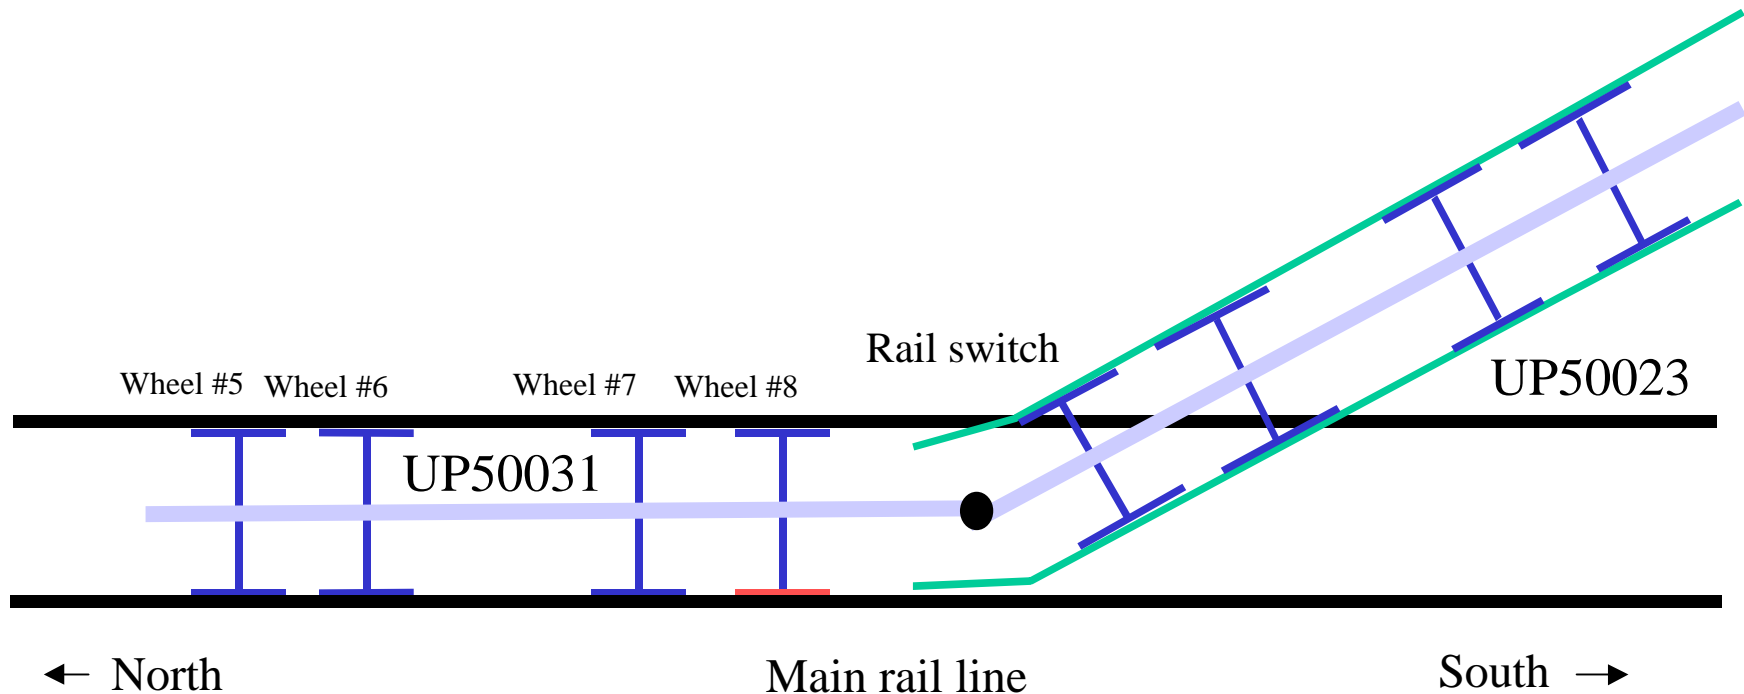 Rail switch
UP50023
Wheel #5 Wheel #6 Wheel #7 Wheel #8
UP50031
North Main rail line South